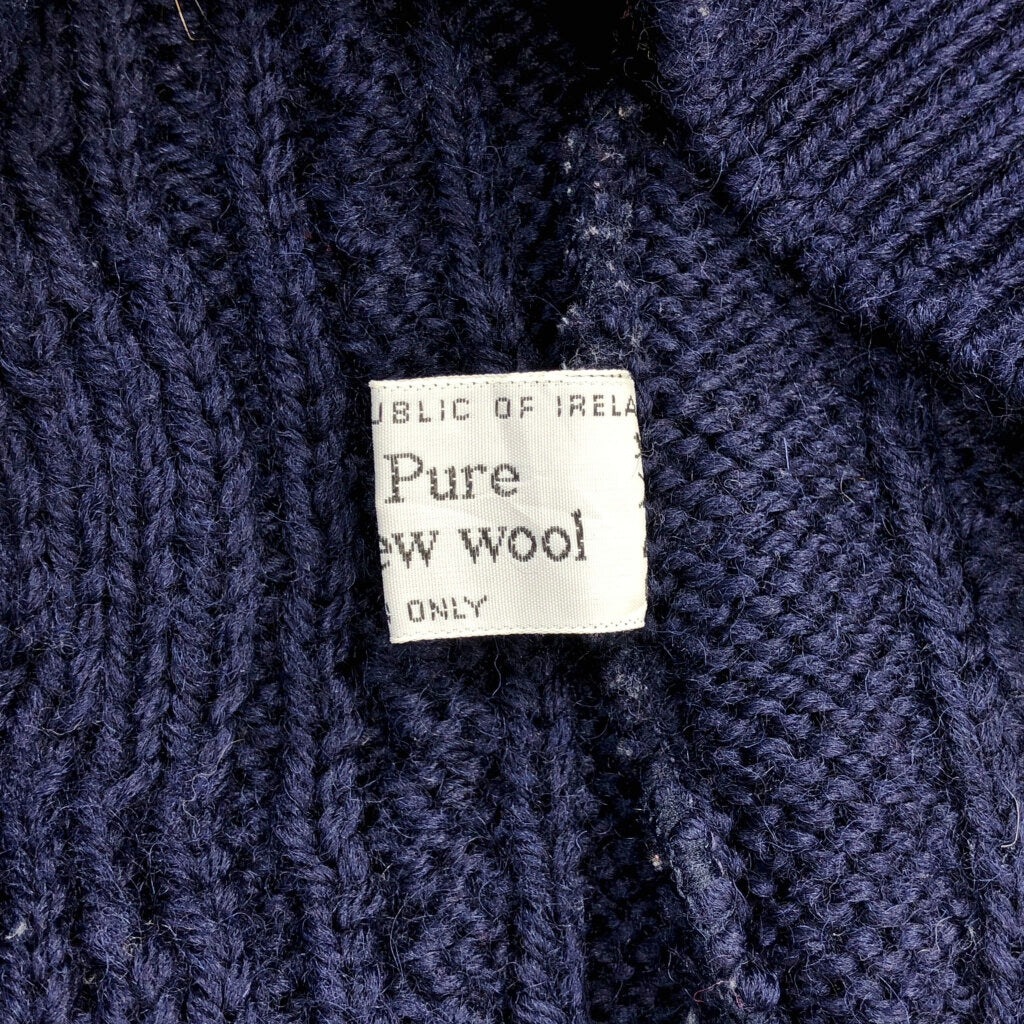 UBLIC OF IRELA
Pure
ew wool
ONLY